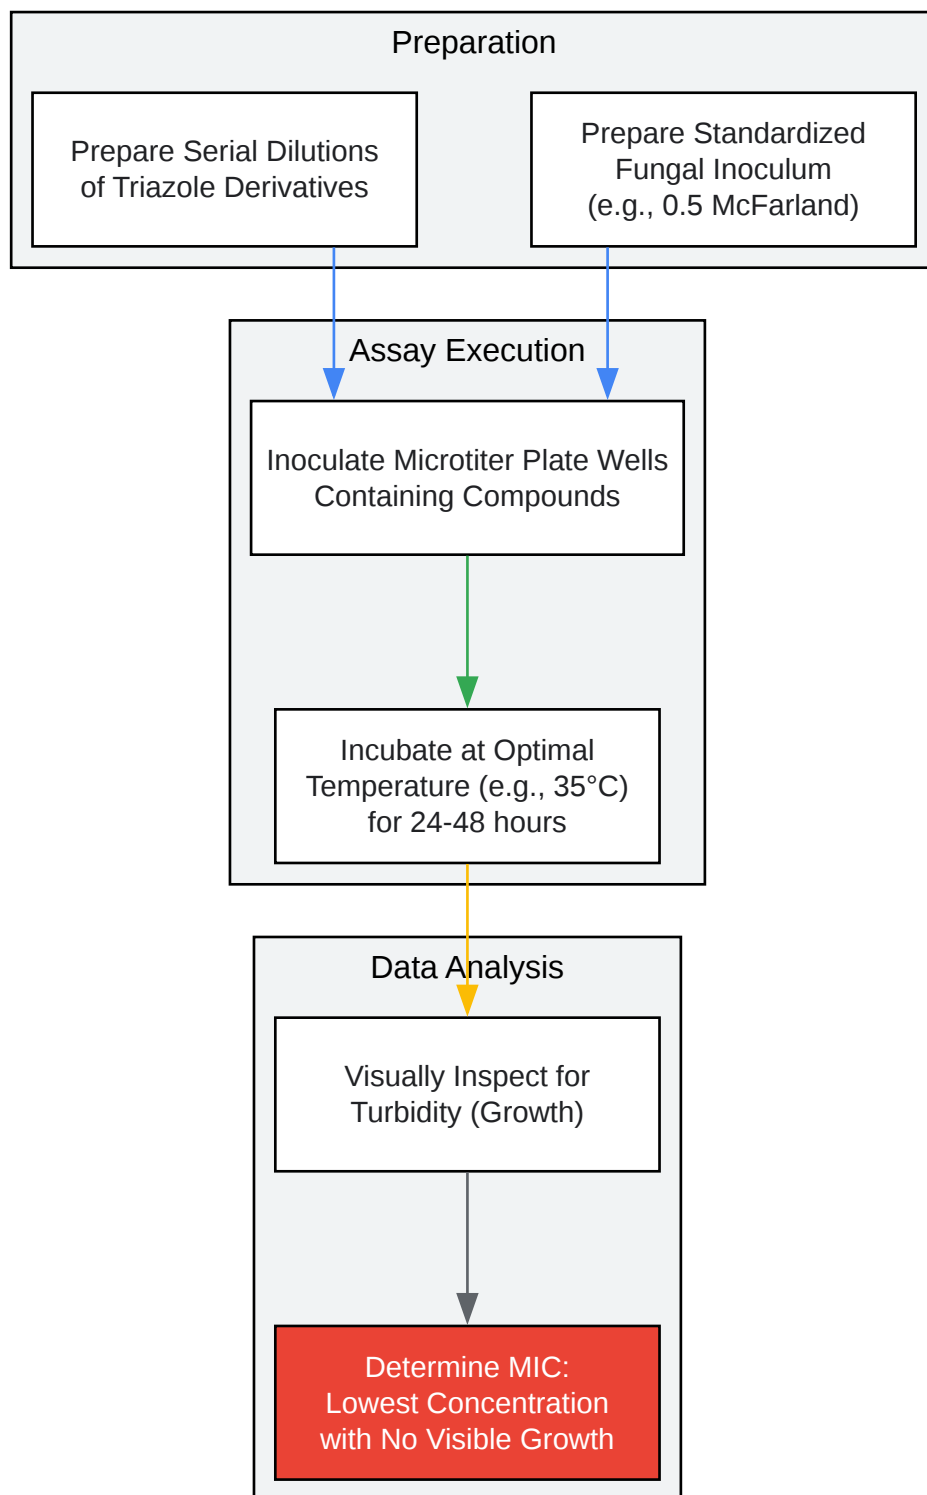 Preparation
Prepare Serial Dilutions
of Triazole Derivatives
Prepare Standardized
Fungal Inoculum
(e.g., 0.5 McFarland)
Assay Execution
Inoculate Microtiter Plate Wells
Containing Compounds
Incubate at Optimal
Temperature (e.g., 35°C)
for 24-48 hours
Data Analysis
Visually Inspect for
Turbidity (Growth)
Determine MIC:
Lowest Concentration
with No Visible Growth